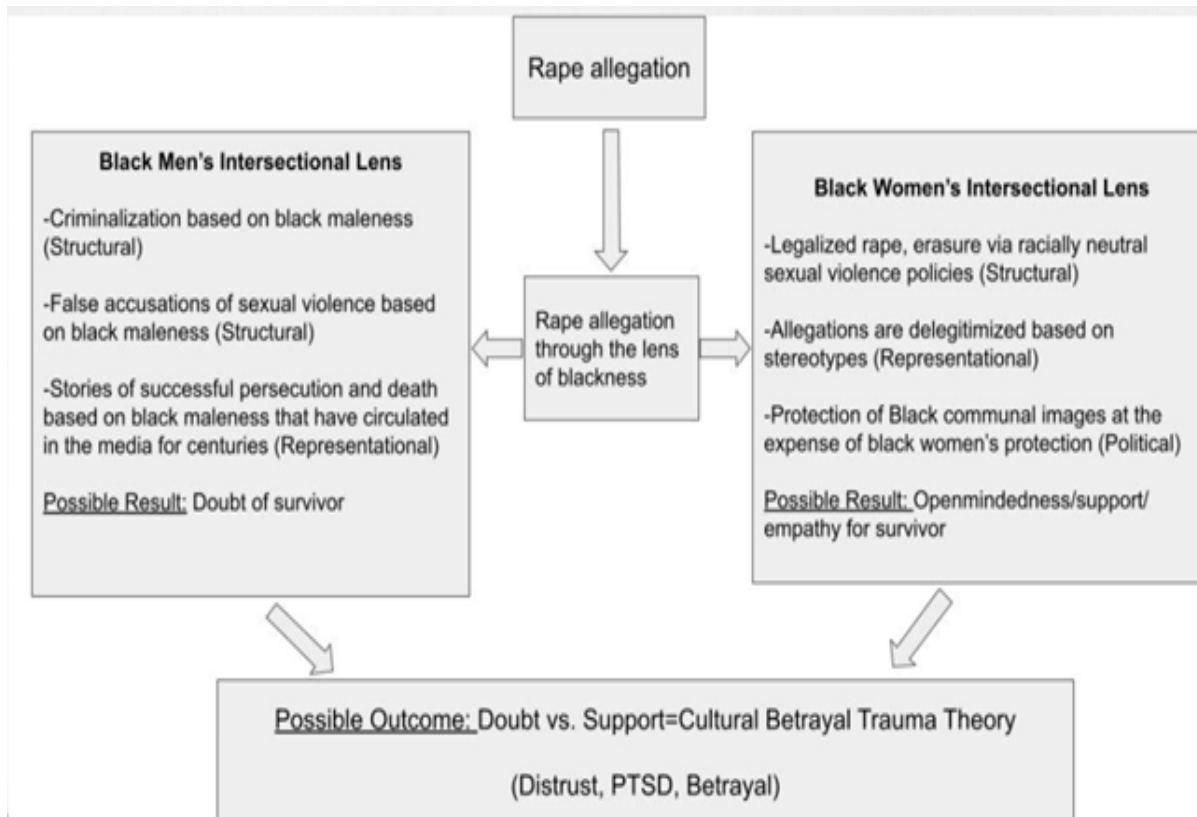 Rape allegation
Black Men's Intersectional Lens
-Criminalization based on black maleness
(Structural)
-False accusations of sexual violence based
on black maleness (Structural)
-Stories of successful persecution and death
based on black maleness that have circulated
in the media for centuries (Representational)
Possible Result: Doubt of survivor
Rape allegation
through the lens
of blackness
Black Women's Intersectional Lens
-Legalized rape, erasure via racially neutral
sexual violence policies (Structural)
-Allegations are delegitimized based on
stereotypes (Representational)
-Protection of Black communal images at the
expense of black women's protection (Political)
Possible Result: Openmindedness/support/
empathy for survivor
Possible Outcome: Doubt vs. Support=Cultural Betrayal Trauma Theory
(Distrust, PTSD, Betrayal)